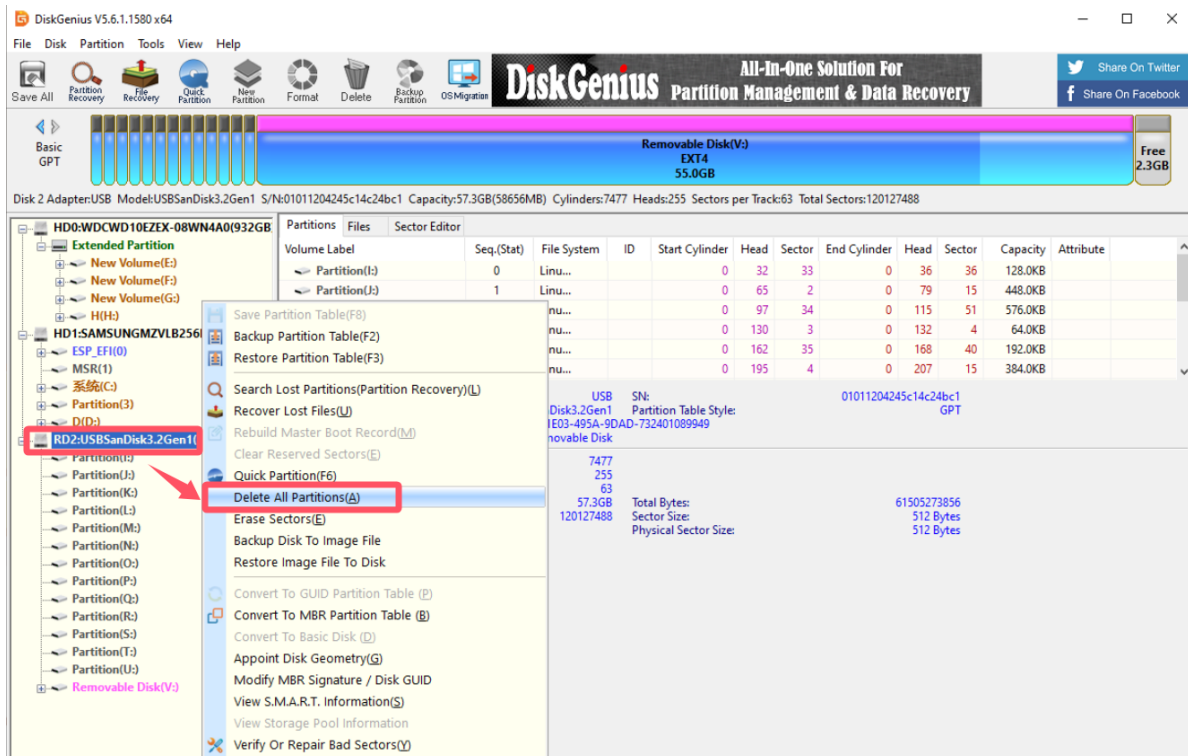 DiskGenius V5.6.1.1580 x64
File Disk Partition Tools View Help
Save All Partition Recovery File Recovery Quick Partition New Partition Format Delete Backup Partition OS Migration
DiskGenius All-In-One Solution For
Partition Management & Data Recovery
Share On Twitter
Share On Facebook
Basic
GPT
Removable Disk(V:)
EXT4
55.0GB
Free
2.3GB
Disk 2 Adapter:USB Model:USBSanDisk3.2Gen1 S/N:01011204245c14c24bc1 Capacity:57.3GB(58656MB) Cylinders:7477 Heads:255 Sectors per Track:63 Total Sectors:120127488
HD0:WDCWD10EZEX-08WN4A0(932GB
Extended Partition
New Volume(E:)
New Volume(F:)
New Volume(G:)
H(H:)
HD1:SAMSUNGMZVLB256
ESP_EFI(0)
MSR(1)
系统(C:)
Partition(3)
D(D:)
RD2:USBSanDisk3.2Gen1(
Partition(I:)
Partition(J:)
Partition(K:)
Partition(L:)
Partition(M:)
Partition(N:)
Partition(O:)
Partition(P:)
Partition(Q:)
Partition(R:)
Partition(S:)
Partition(T:)
Partition(U:)
Removable Disk(V:)
Partitions Files Sector Editor
Volume Label Seq.(Stat) File System ID Start Cylinder Head Sector End Cylinder Head Sector Capacity Attribute
Partition(I:) 0 Linu... 0 32 33 0 36 36 128.0KB
Partition(J:) 1 Linu... 0 65 2 0 79 15 448.0KB
nu... 0 97 34 0 115 51 576.0KB
nu... 0 130 3 0 132 4 64.0KB
nu... 0 162 35 0 168 40 192.0KB
nu... 0 195 4 0 207 15 384.0KB
USB SN: 01011204245c14c24bc1
Disk3.2Gen1 Partition Table Style: GPT
1E03-495A-9DAD-732401089949
movable Disk
7477
255
63
57.3GB Total Bytes: 61505273856
120127488 Sector Size: 512 Bytes
Physical Sector Size: 512 Bytes
Save Partition Table(F8)
Backup Partition Table(F2)
Restore Partition Table(F3)
Search Lost Partitions(Partition Recovery)(L)
Recover Lost Files(U)
Rebuild Master Boot Record(M)
Clear Reserved Sectors(E)
Quick Partition(F6)
Delete All Partitions(A)
Erase Sectors(E)
Backup Disk To Image File
Restore Image File To Disk
Convert To GUID Partition Table (P)
Convert To MBR Partition Table (B)
Convert To Basic Disk (D)
Appoint Disk Geometry(G)
Modify MBR Signature / Disk GUID
View S.M.A.R.T. Information(S)
View Storage Pool Information
Verify Or Repair Bad Sectors(Y)